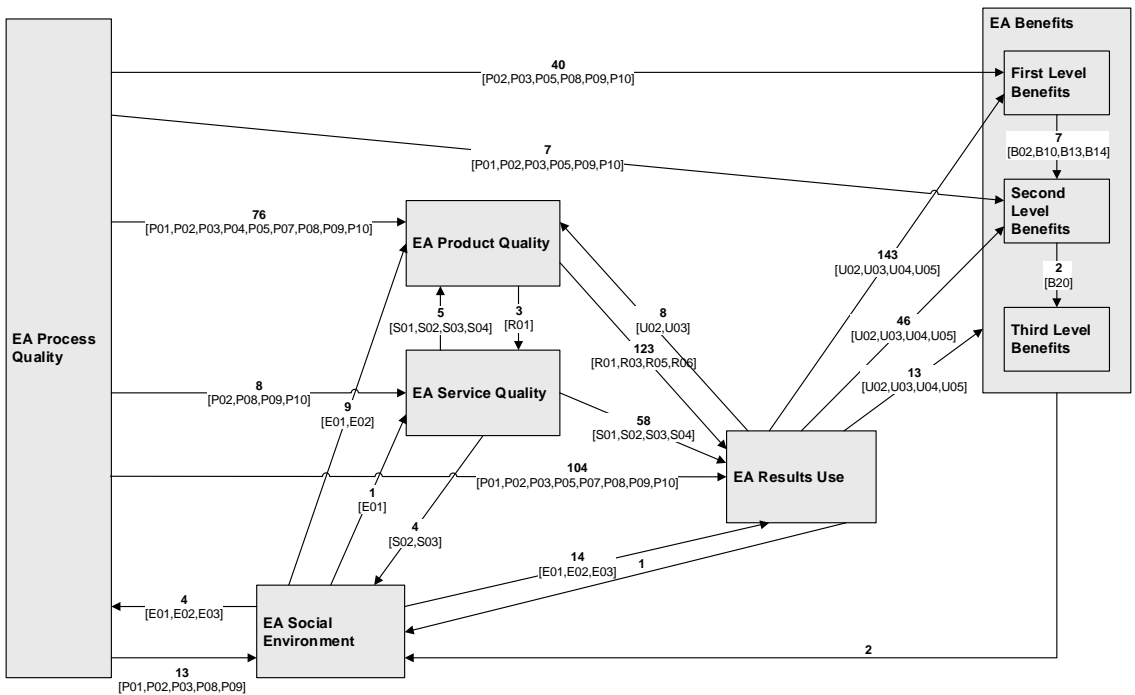 EA Benefits
40
[P02,P03,P05,P08,P09,P10]
First Level
Benefits
7
[B02,B10,B13,B14]
7
[P01,P02,P03,P05,P09,P10]
Second
Level
Benefits
76
[P01,P02,P03,P04,P05,P07,P08,P09,P10]
EA Product Quality
143
[U02,U03,U04,U05]
2
[B20]
5
[S01,S02,S03,S04]
3
[R01]
8
[U02,U03]
46
[U02,U03,U04,U05]
EA Process
Quality
Third Level
Benefits
123
[R01,R03,R05,R06]
13
[U02,U03,U04,U05]
8
[P02,P08,P09,P10]
EA Service Quality
9
[E01,E02]
58
[S01,S02,S03,S04]
104
[P01,P02,P03,P05,P07,P08,P09,P10]
EA Results Use
1
[E01]
4
[S02,S03]
14
[E01,E02,E03]
1
4
[E01,E02,E03]
EA Social
Environment
2
13
[P01,P02,P03,P08,P09]